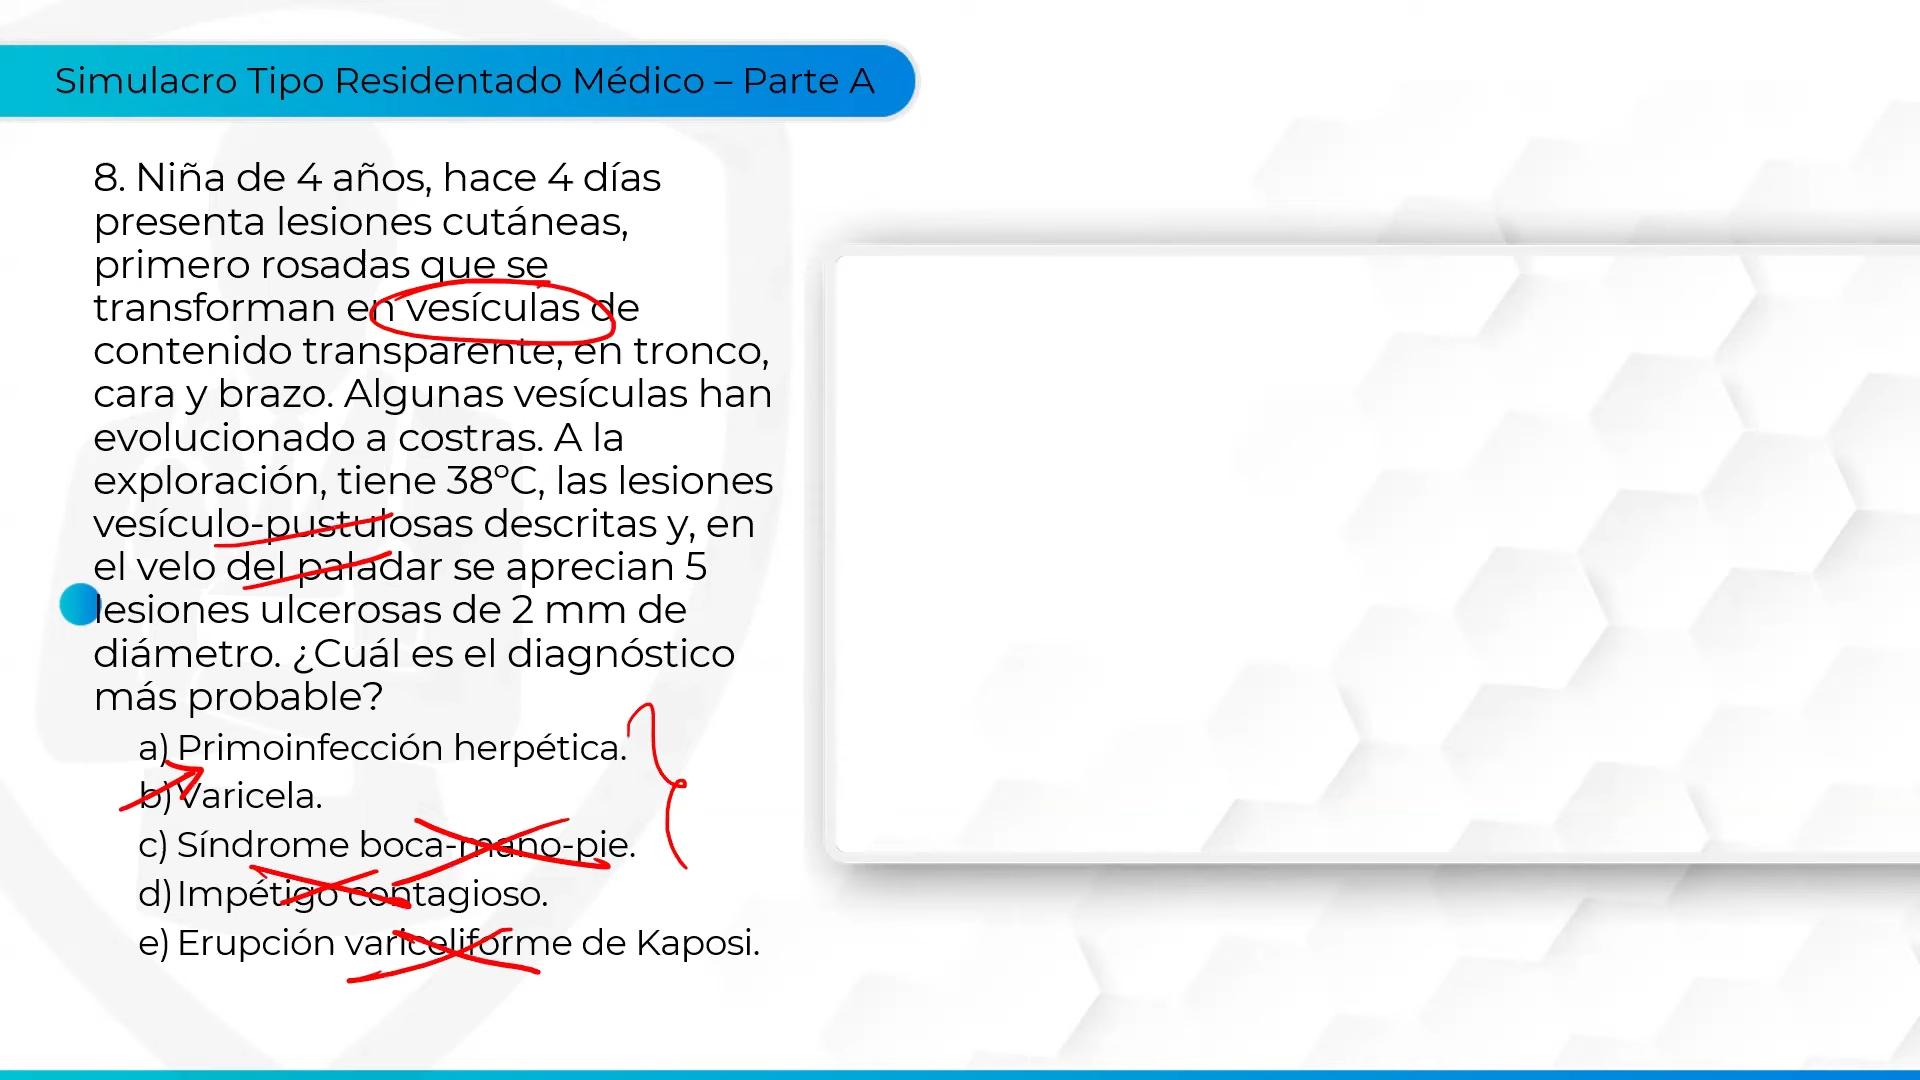 Simulacro Tipo Residentado Médico – Parte A
8. Niña de 4 años, hace 4 días
presenta lesiones cutáneas,
primero rosadas que se
transforman en vesículas de
contenido transparente, en tronco,
cara y brazo. Algunas vesículas han
evolucionado a costras. A la
exploración, tiene 38ºC, las lesiones
vesículo-pustulosas descritas y, en
el velo del paladar se aprecian 5
lesiones ulcerosas de 2 mm de
diámetro. ¿Cuál es el diagnóstico
más probable?
a) Primoinfección herpética.
b) Varicela.
c) Síndrome boca-mano-pie.
d) Impétigo contagioso.
e) Erupción variceliforme de Kaposi.